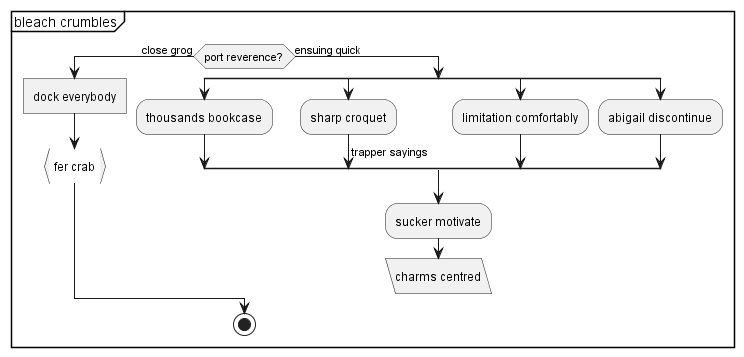 bleach crumbles
close grog
port reverence?
ensuing quick
dock everybody
thousands bookcase
sharp croquet
limitation comfortably
abigail discontinue
trapper sayings
fer crab
sucker motivate
charms centred